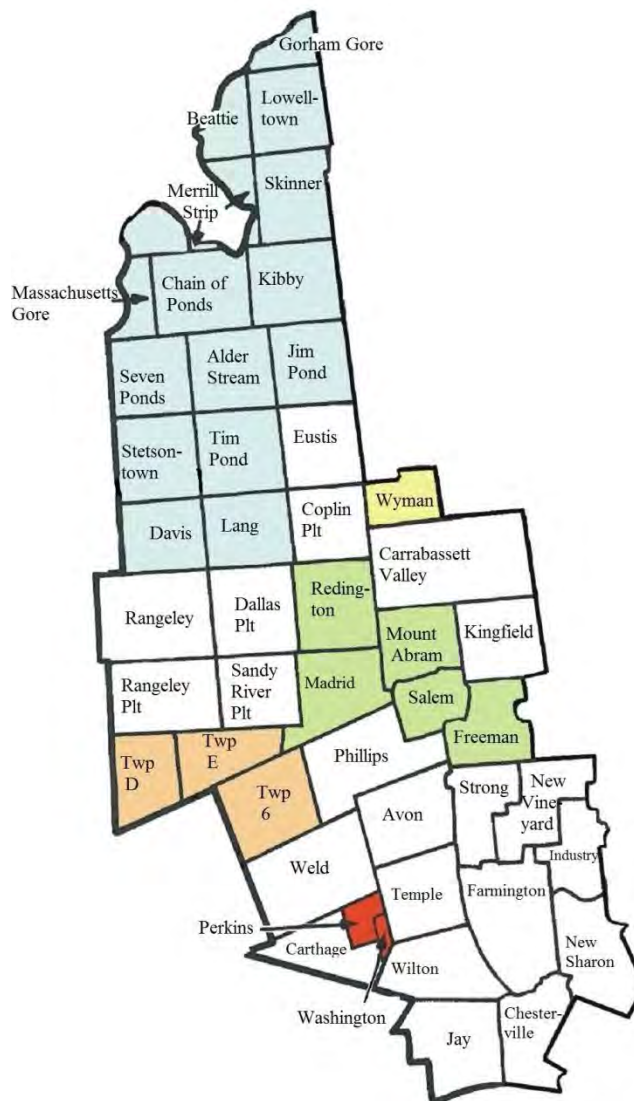 Gorham Gore
Lowell-
town
Beattie
Skinner
Merrill
Strip
Chain of
Ponds
Kibby
Massachusetts
Gore
Seven
Ponds
Alder
Stream
Jim
Pond
Stetson-
town
Tim
Pond
Eustis
Wyman
Davis
Lang
Coplin
Plt
Carrabassett
Valley
Rangeley
Dallas
Plt
Reding-
ton
Mount
Abram
Kingfield
Rangeley
Plt
Sandy
River
Plt
Madrid
Salem
Freeman
Twp
D
Twp
E
Phillips
Twp
6
Avon
Strong
New
Vine
yard
Weld
Industry
Temple
Farmington
Perkins
Carthage
Wilton
New
Sharon
Washington
Jay
Chester-
ville